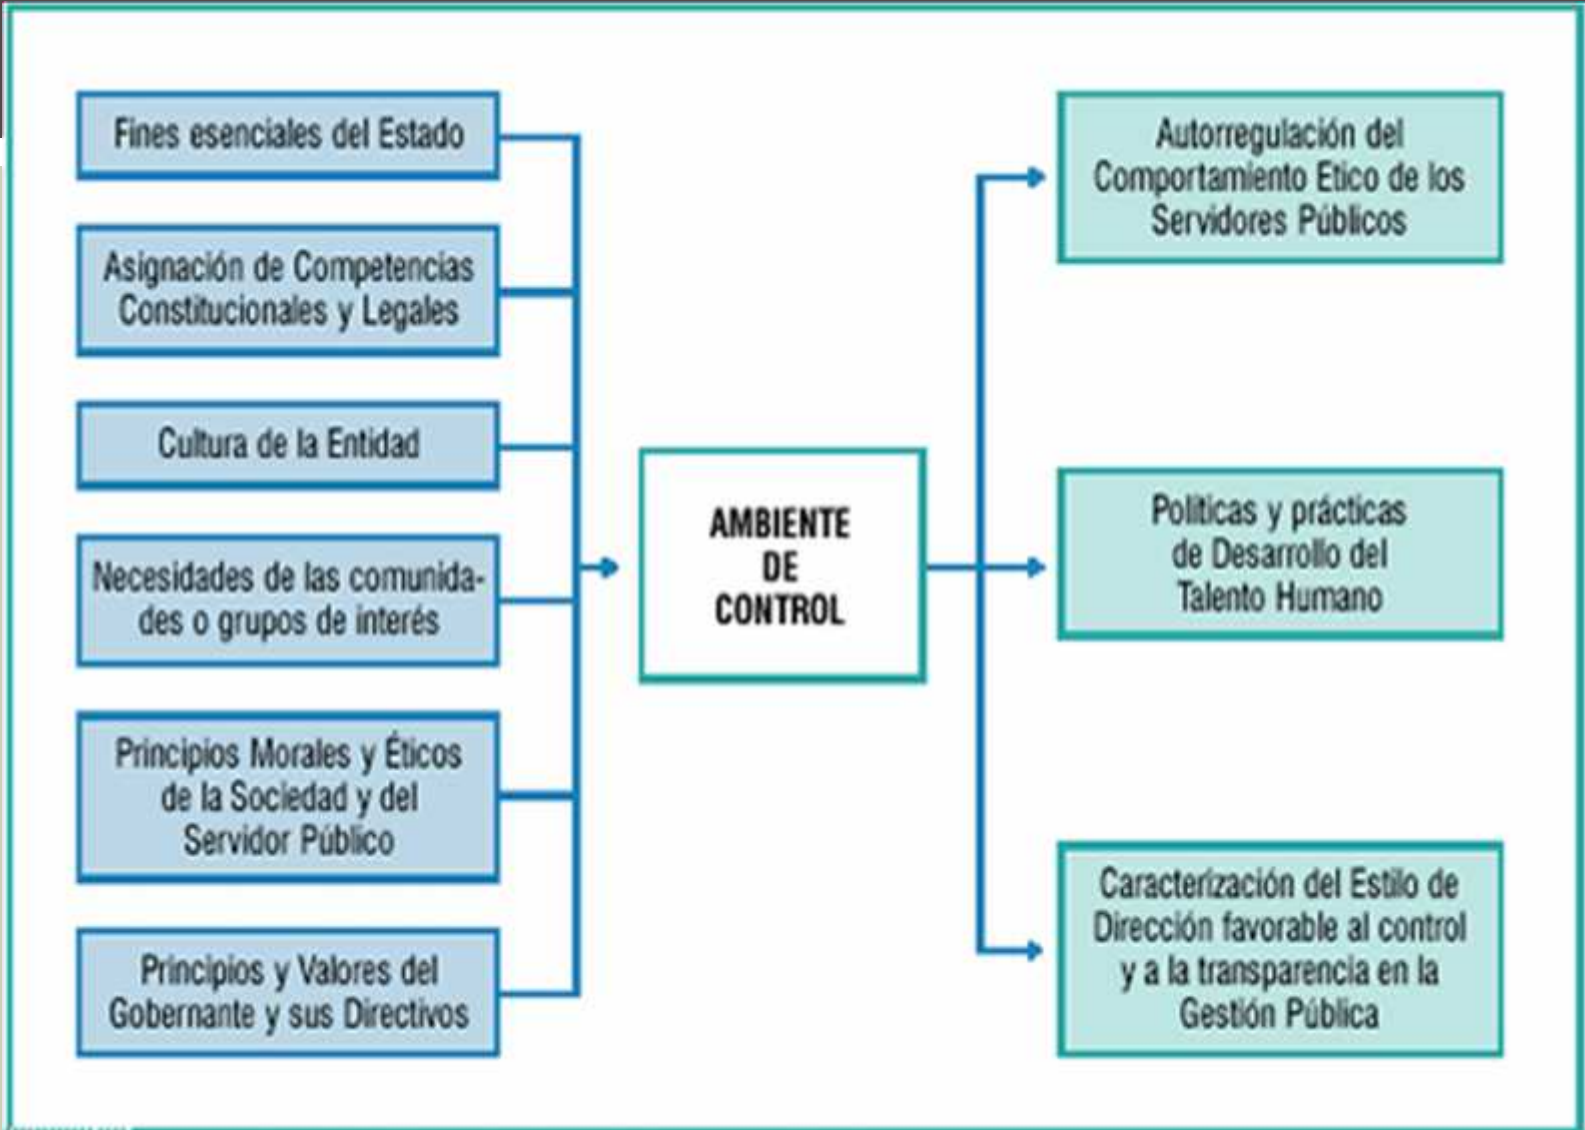 Fines esenciales del Estado
Asignación de Competencias
Constitucionales y Legales
Cultura de la Entidad
Necesidades de las comunida-
des o grupos de interés
Principios Morales y Éticos
de la Sociedad y del
Servidor Público
Principios y Valores del
Gobernante y sus Directivos
AMBIENTE
DE
CONTROL
Autorregulación del
Comportamiento Etico de los
Servidores Públicos
Políticas y prácticas
de Desarrollo del
Talento Humano
Caracterización del Estilo de
Dirección favorable al control
y a la transparencia en la
Gestión Pública